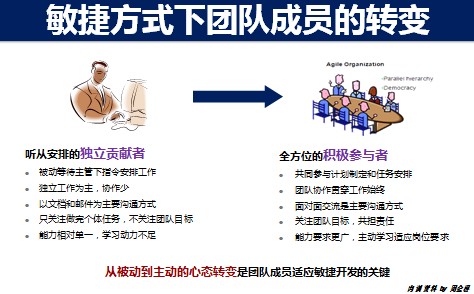 敏捷方式下团队成员的转变
Agile Organization
-Parallel hierarchy
-Democracy
听从安排的独立贡献者
• 被动等待主管下指令安排工作
• 独立工作为主，协作少
• 以文档和邮件为主要沟通方式
• 只关注做完个体任务，不关注团队目标
• 能力相对单一，学习动力不足
全方位的积极参与者
• 共同参与计划制定和任务安排
• 团队协作贯穿工作始终
• 面对面交流是主要沟通方式
• 关注团队目标，共担责任
• 能力要求更广，主动学习适应岗位要求
从被动到主动的心态转变是团队成员适应敏捷开发的关键
内训资料 by